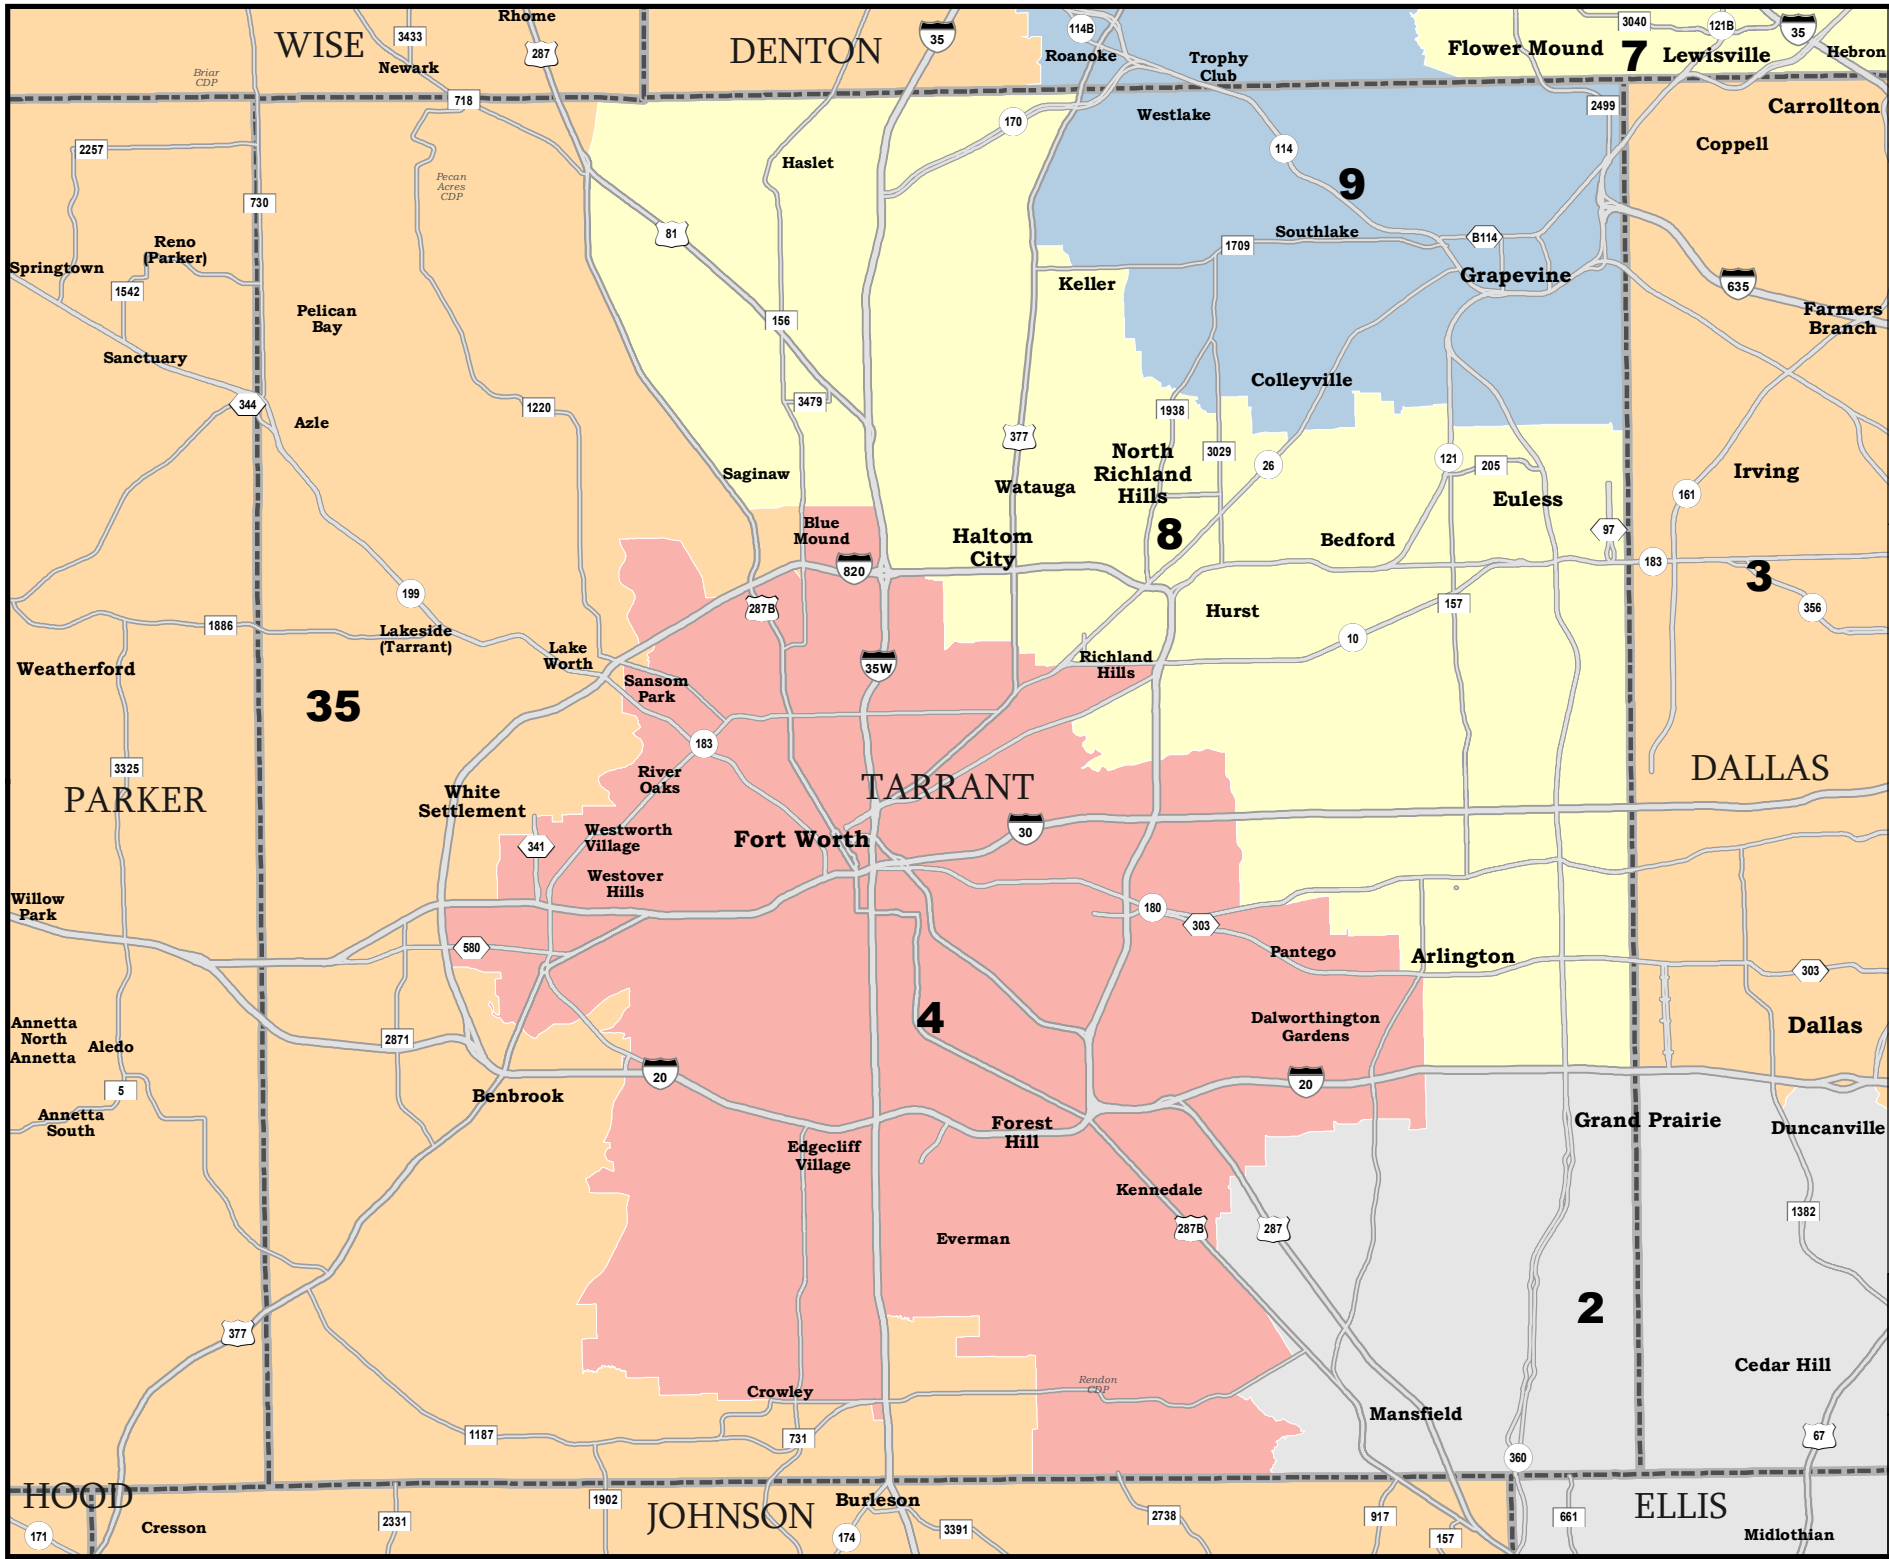 Rhome
3433
WISE
287
Newark
Briar
CDP
718
DENTON
35
114B
Roanoke
Trophy
Club
3040
121B
35
Flower Mound
7
Lewisville
Hebron
2499
Carrollton
Coppell
2257
730
Pecan
Acres
CDP
Haslet
170
Westlake
114
9
81
Reno
(Parker)
Springtown
1542
Pelican
Bay
Sanctuary
344
Azle
1220
156
3479
Keller
1709
Southlake
B114
Grapevine
635
Farmers
Branch
Colleyville
377
1938
3029
26
121
205
Euless
161
Irving
97
Saginaw
Watauga
North
Richland
Hills
8
Bedford
Haltom
City
Blue
Mound
820
183
3
356
199
1886
Lakeside
(Tarrant)
287B
Lake
Worth
35W
Hurst
157
10
Richland
Hills
Weatherford
35
Sansom
Park
183
River
Oaks
TARRANT
DALLAS
3325
PARKER
White
Settlement
341
Westworth
Village
Fort Worth
30
Westover
Hills
Willow
Park
580
180
303
Pantego
Arlington
303
Annetta
North
Annetta
Aledo
2871
4
Dalworthington
Gardens
Dallas
5
20
20
Benbrook
Annetta
South
Edgecliff
Village
Forest
Hill
Grand Prairie
Duncanville
Kennedale
Everman
287B
287
1382
2
377
Cedar Hill
Crowley
Rendon
CDP
Mansfield
1187
731
67
360
HOOD
JOHNSON
ELLIS
1902
Burleson
171
Cresson
2331
174
3391
2738
917
157
661
Midlothian